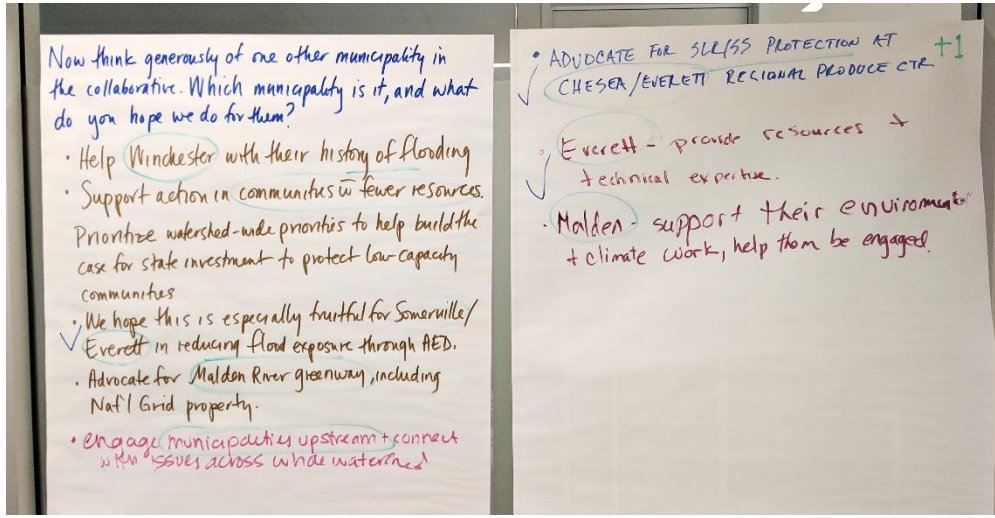 Now think generously of one other municipality in
the collaborative. Which municipality is it, and what
do you hope we do for them?
• Help Winchester with their history of flooding
• Support action in communities w fewer resources.
Prioritize watershed-wide priorities to help build the
case for state investment to protect low-capacity
communities
• We hope this is especially fruitful for Somerville/
Everett in reducing flood exposure through AED.
• Advocate for Malden River greenway, including
Nat'l Grid property.
• engage municipalities upstream + connect
with issues across whole watershed
• ADVOCATE FOR SLR/SS PROTECTION AT +1
CHESEA/EVERETT REGIONAL PRODUCE CTR
• Everett - provide resources +
technical expertise.
• Malden - support their environmental
+ climate work, help them be engaged.